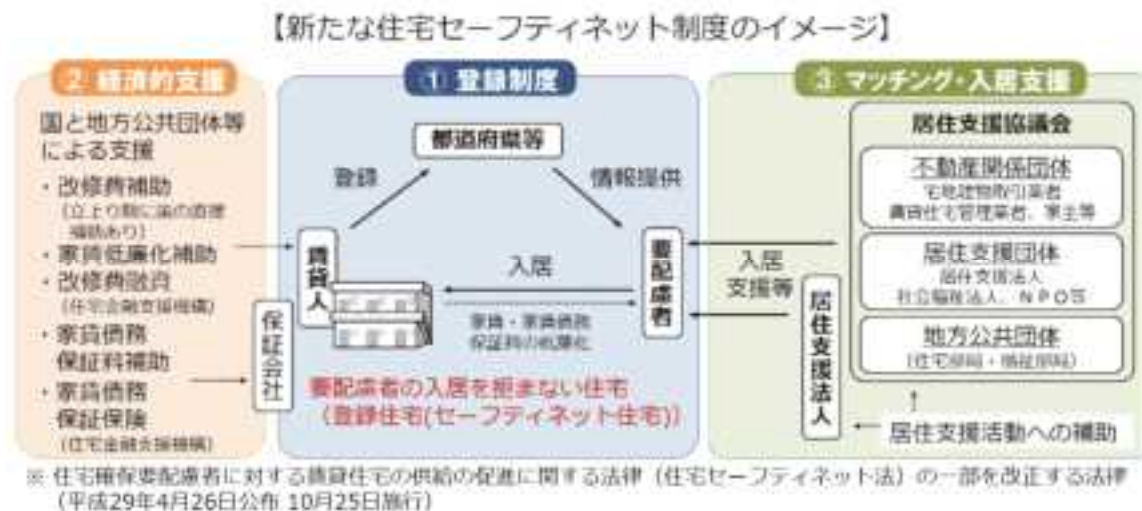 【新たな住宅セーフティネット制度のイメージ】
② 経済的支援
国と地方公共団体等
による支援
・改修費補助
(立上り期に国の直接
補助あり)
・家賃低廉化補助
・改修費融資
(住宅金融支援機構)
・家賃債務
保証料補助
・家賃債務
保証保険
(住宅金融支援機構)
① 登録制度
都道府県等
登録
情報提供
賃貸人
保証会社
入居
家賃・家賃債務
保証料の低廉化
要配慮者
要配慮者の入居を拒まない住宅
(登録住宅(セーフティネット住宅))
③ マッチング・入居支援
入居
支援等
居住支援法人
居住支援協議会
不動産関係団体
宅地建物取引業者
賃貸住宅管理業者、家主等
居住支援団体
居住支援法人
社会福祉法人、NPO等
地方公共団体
(住宅部局・福祉部局)
居住支援活動への補助
※ 住宅確保要配慮者に対する賃貸住宅の供給の促進に関する法律(住宅セーフティネット法)の一部を改正する法律
(平成29年4月26日公布 10月25日施行)